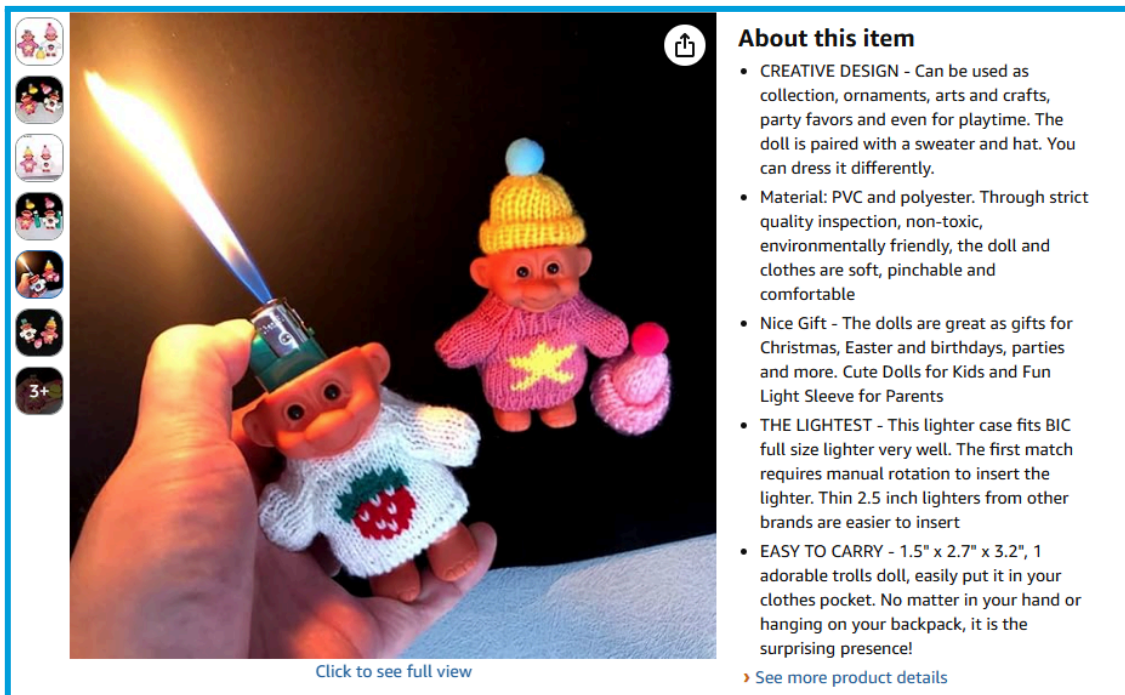 About this item
CREATIVE DESIGN - Can be used as
collection, ornaments, arts and crafts,
party favors and even for playtime. The
doll is paired with a sweater and hat. You
can dress it differently.
Material: PVC and polyester. Through strict
quality inspection, non-toxic,
environmentally friendly, the doll and
clothes are soft, pinchable and
comfortable
Nice Gift - The dolls are great as gifts for
Christmas, Easter and birthdays, parties
and more. Cute Dolls for Kids and Fun
Light Sleeve for Parents
THE LIGHTEST - This lighter case fits BIC
full size lighter very well. The first match
requires manual rotation to insert the
lighter. Thin 2.5 inch lighters from other
brands are easier to insert
EASY TO CARRY - 1.5" x 2.7" x 3.2", 1
adorable trolls doll, easily put it in your
clothes pocket. No matter in your hand or
hanging on your backpack, it is the
surprising presence!
› See more product details
3+
Click to see full view